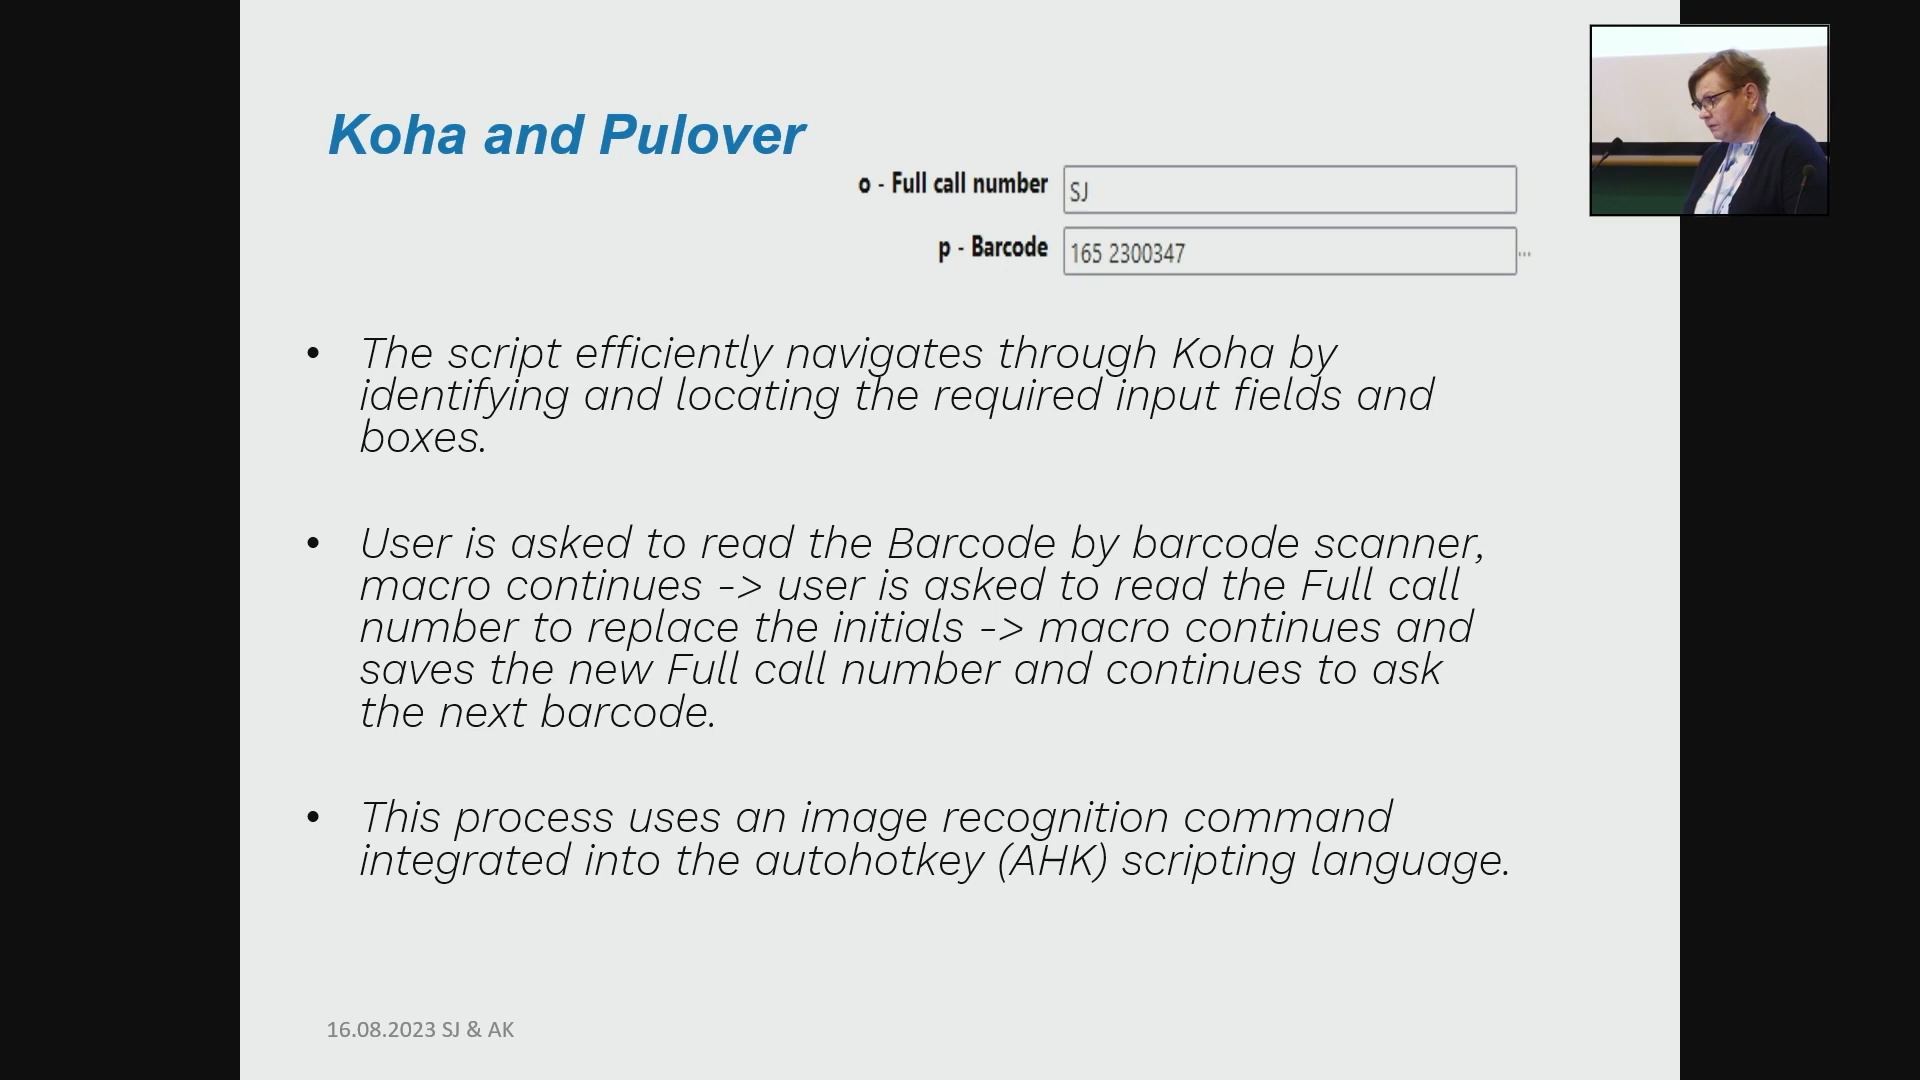 Koha and Pulover
o - Full call number
SJ
p - Barcode
165 2300347
...
• The script efficiently navigates through Koha by
identifying and locating the required input fields and
boxes.
• User is asked to read the Barcode by barcode scanner,
macro continues -> user is asked to read the Full call
number to replace the initials -> macro continues and
saves the new Full call number and continues to ask
the next barcode.
• This process uses an image recognition command
integrated into the autohotkey (AHK) scripting language.
16.08.2023 SJ & AK